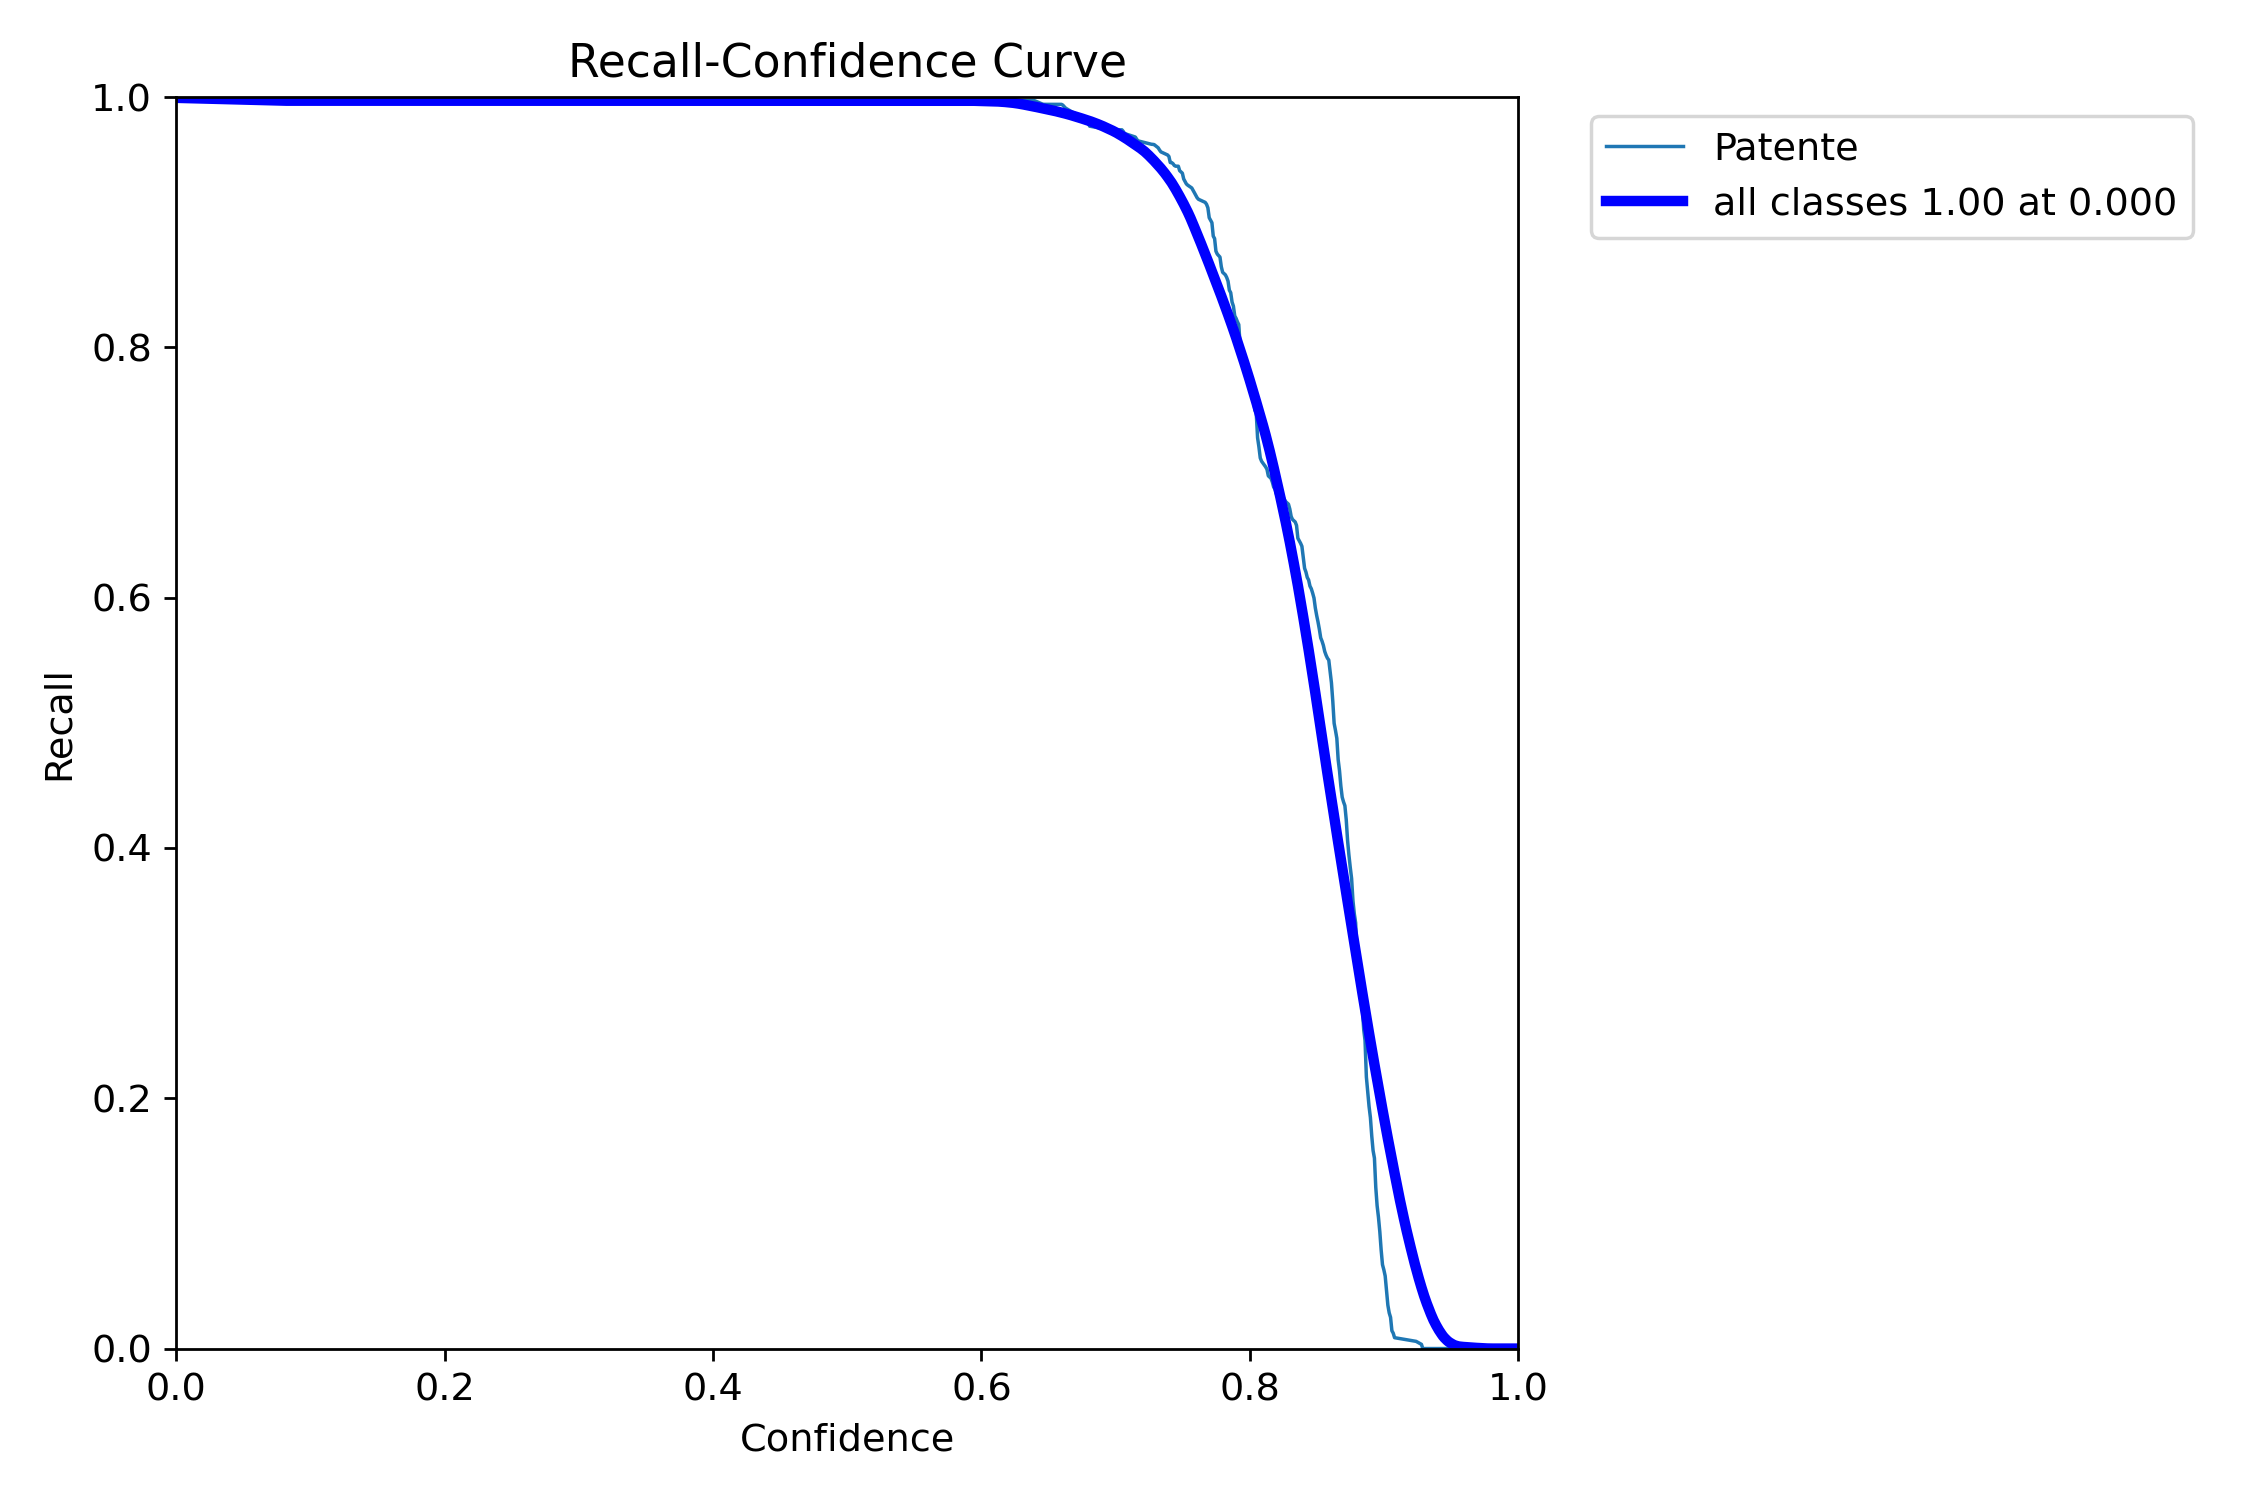 Recall-Confidence Curve
1.0
0.8
0.6
0.4
0.2
0.0
Recall
0.0 0.2 0.4 0.6 0.8 1.0
Confidence
Patente
all classes 1.00 at 0.000